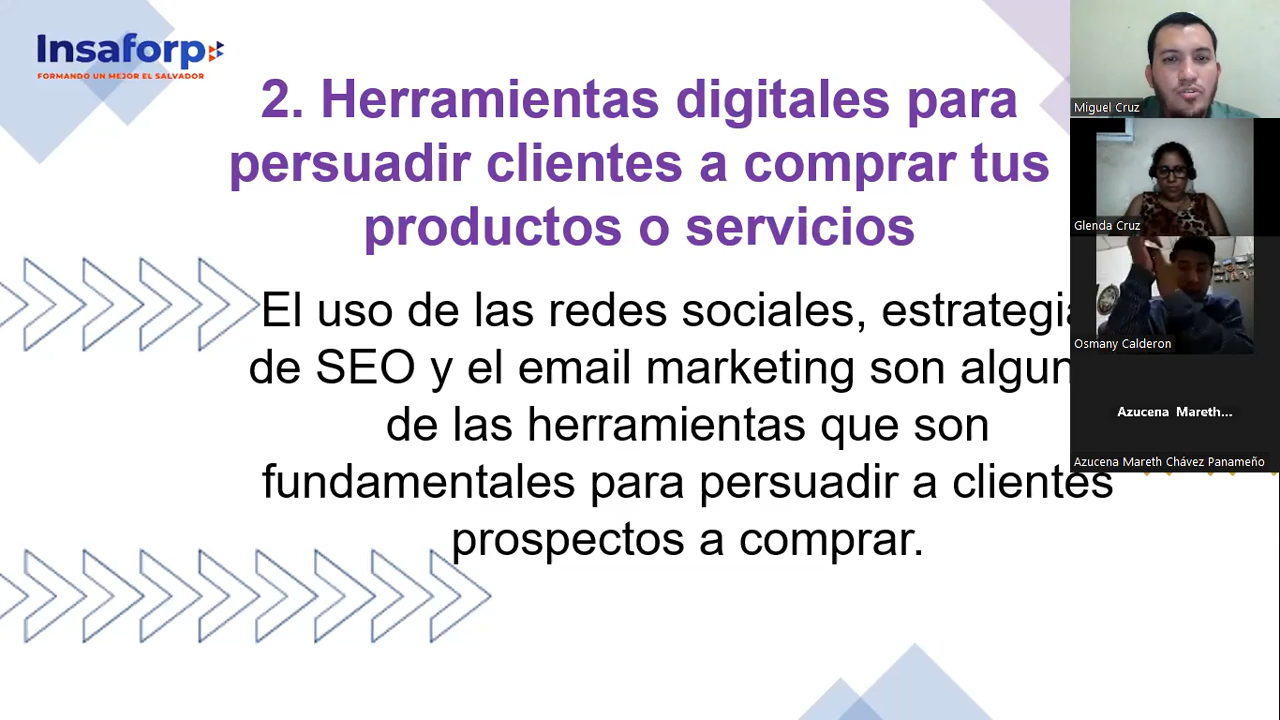 Insaforp
FORMANDO UN MEJOR EL SALVADOR
2. Herramientas digitales para
persuadir clientes a comprar tus
productos o servicios
El uso de las redes sociales,
de SEO y el email marketing son
de las herramientas que son
fundamentales para persuadir a clientes
prospectos a comprar.
Miguel Cruz
Glenda Cruz
Osmany Calderon
Azucena Mareth...
Azucena Mareth Chávez Panameño